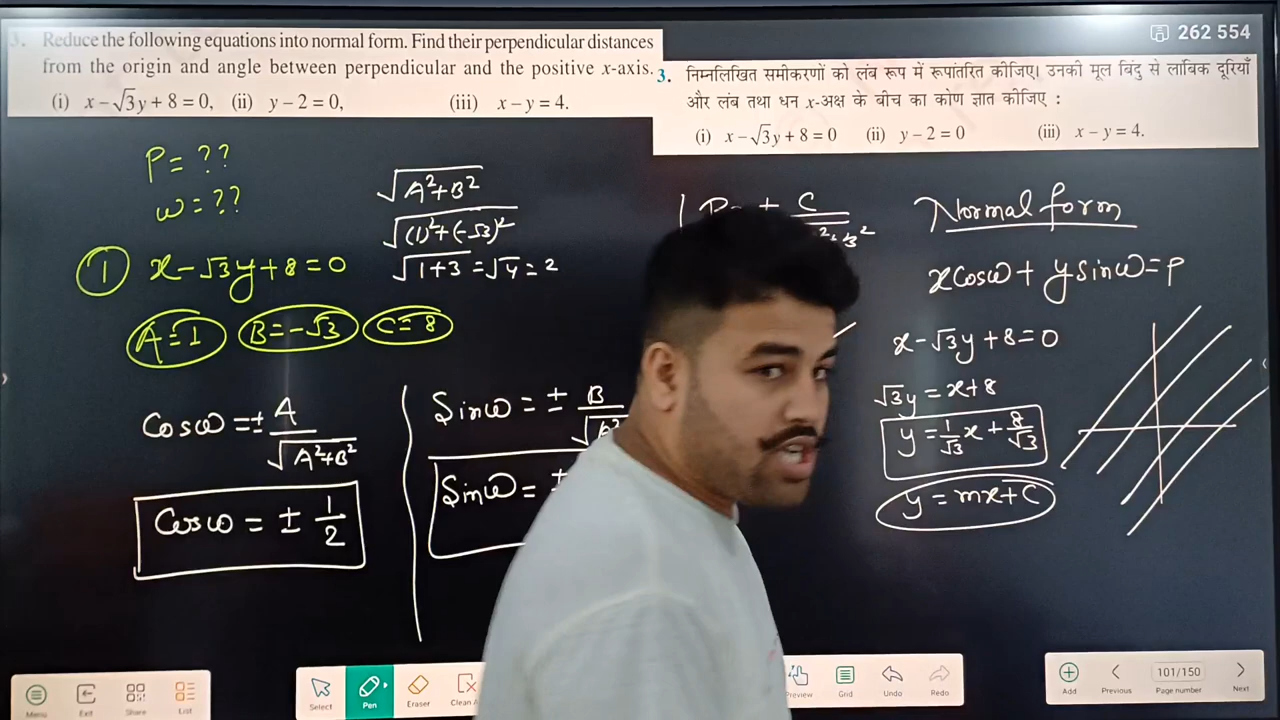 3. Reduce the following equations into normal form. Find their perpendicular distances
from the origin and angle between perpendicular and the positive x-axis.
(i) x – √3y + 8 = 0, (ii) y – 2 = 0, (iii) x – y = 4.
262 554
3. निम्नलिखित समीकरणों को लंब रूप में रूपांतरित कीजिए। उनकी मूल बिंदु से लांबिक दूरियाँ
और लंब तथा धन x-अक्ष के बीच का कोण ज्ञात कीजिए :
(i) x – √3y + 8 = 0 (ii) y – 2 = 0 (iii) x – y = 4.
P = ??
ω = ??
① x - √3y + 8 = 0
A = 1 B = -√3 C = 8
√A²+B²
√(1)²+(-√3)²
√1+3 = √4 = 2
Cosω = ± A/√A²+B²
Cosω = ± 1/2
Sinω = ± B
Sinω = ±
± C
Normal form
xCosω + ySinω = P
x - √3y + 8 = 0
√3y = x+8
y = 1/√3 x + 8/√3
y = mx+C
Menu Exit Share List
Select Pen Eraser Clean
Grid Undo Redo
Add Previous 101/150 Next
Page number